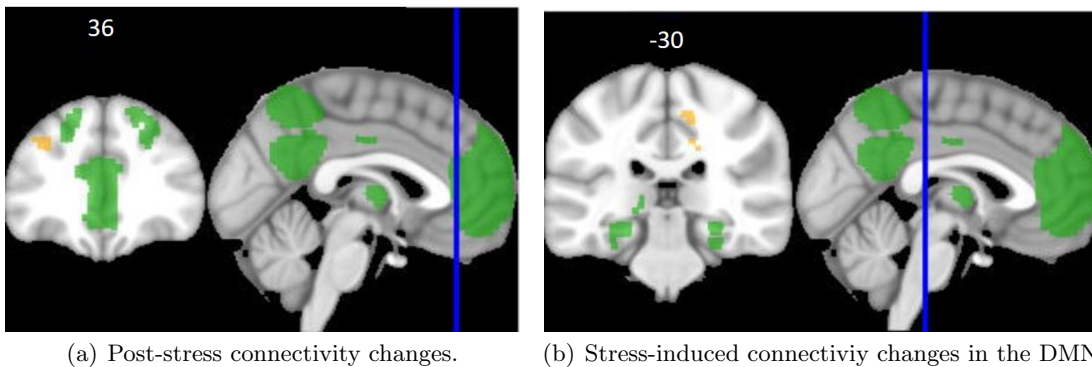 36
-30
(a) Post-stress connectivity changes.
(b) Stress-induced connectiviy changes in the DMN